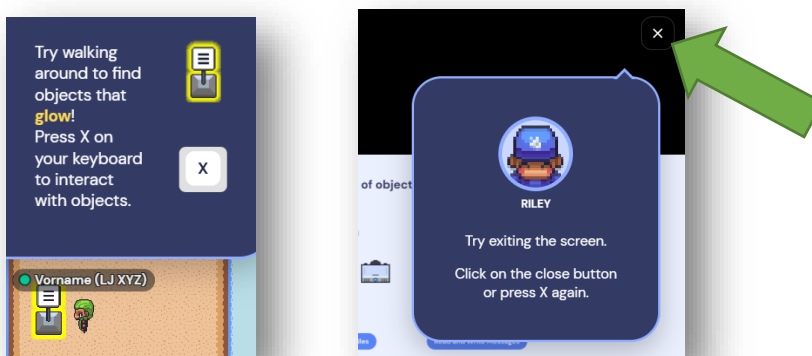 Try walking
around to find
objects that
glow!
Press X on
your keyboard
to interact
with objects.
X
Vorname (LJ XYZ)
of object
RILEY
Try exiting the screen.
Click on the close button
or press X again.